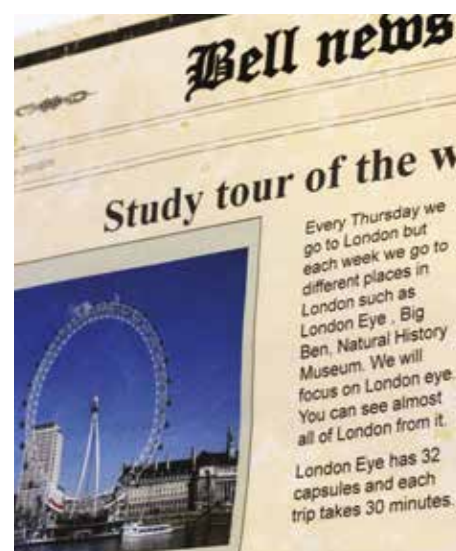 Bell news
Study tour of the w
Every Thursday we
go to London but
each week we go to
different places in
London such as
London Eye , Big
Ben, Natural History
Museum. We will
focus on London eye.
You can see almost
all of London from it.
London Eye has 32
capsules and each
trip takes 30 minutes.